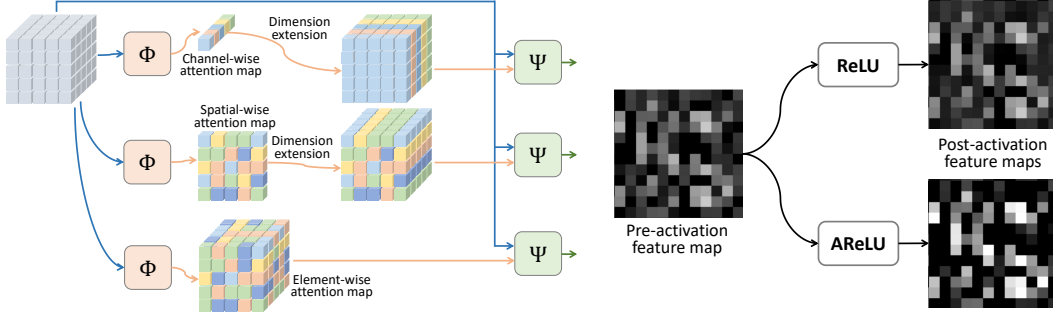 Φ
Channel-wise
attention map
Dimension
extension
Ψ
Spatial-wise
attention map
Φ
Dimension
extension
Ψ
Φ
Element-wise
attention map
Ψ
Pre-activation
feature map
ReLU
Post-activation
feature maps
AReLU